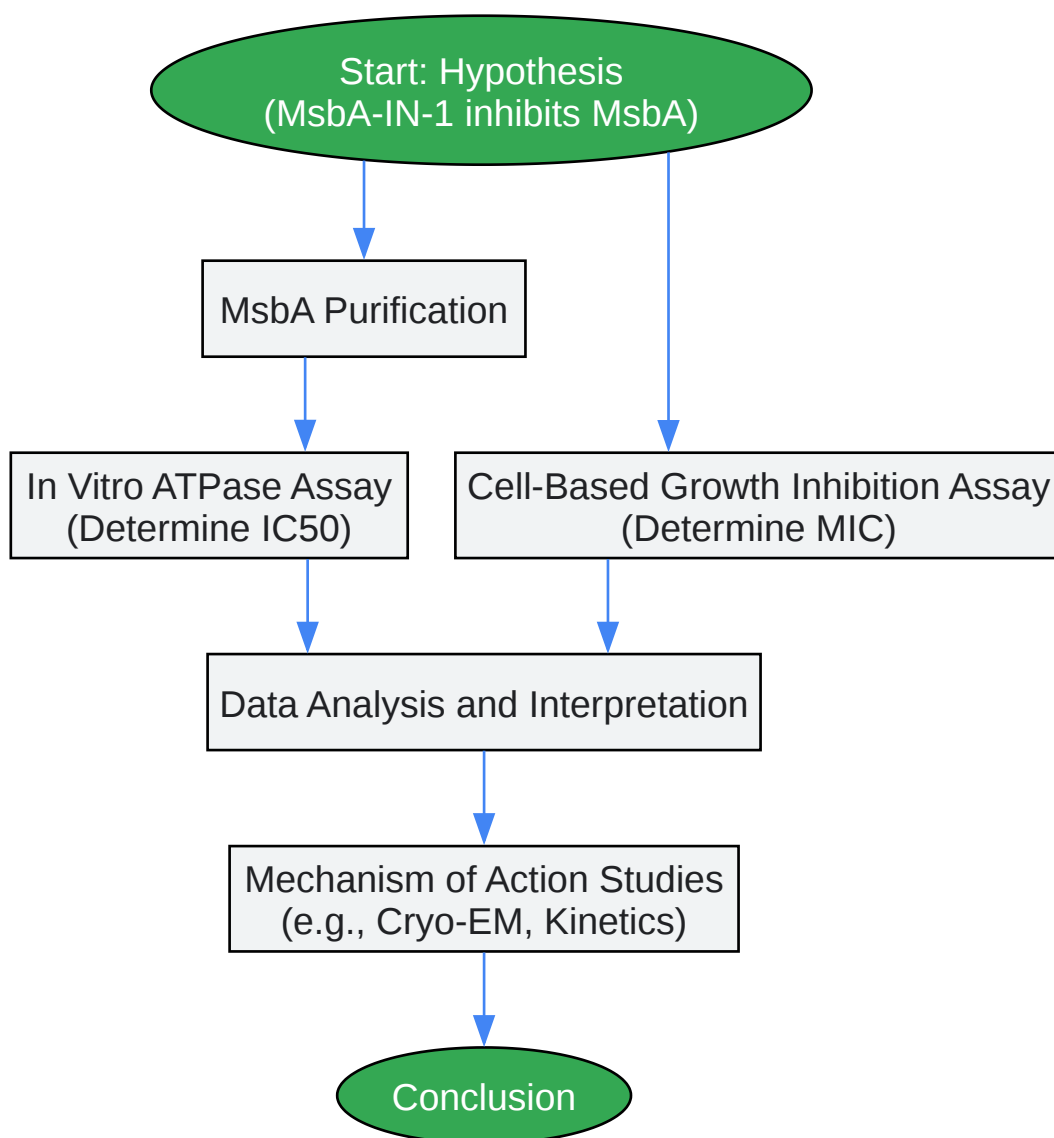 Start: Hypothesis
(MsbA-IN-1 inhibits MsbA)
MsbA Purification
In Vitro ATPase Assay
(Determine IC50)
Cell-Based Growth Inhibition Assay
(Determine MIC)
Data Analysis and Interpretation
Mechanism of Action Studies
(e.g., Cryo-EM, Kinetics)
Conclusion